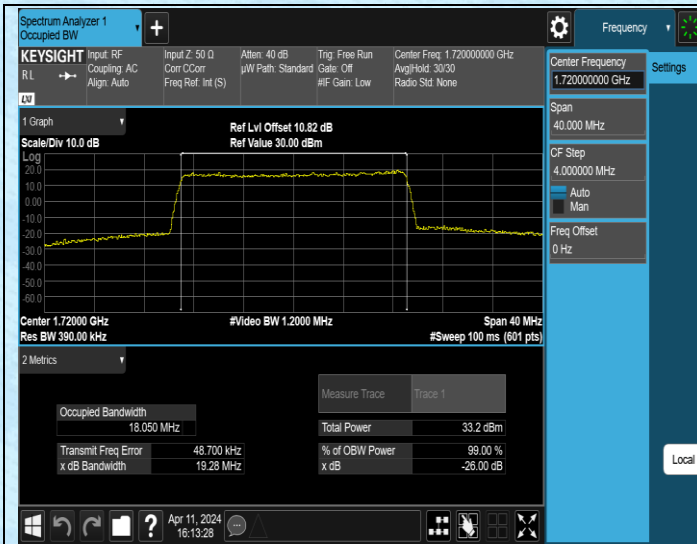 Spectrum Analyzer 1
Occupied BW
Frequency
KEYSIGHT
R L
LXI
Input: RF
Coupling: AC
Align: Auto
Input Z: 50 Ω
Corr CCorr
Freq Ref: Int (S)
Atten: 40 dB
µW Path: Standard
Trig: Free Run
Gate: Off
#IF Gain: Low
Center Freq: 1.720000000 GHz
Avg|Hold: 30/30
Radio Std: None
Center Frequency
1.720000000 GHz
Settings
Span
40.000 MHz
CF Step
4.000000 MHz
Auto
Man
Freq Offset
0 Hz
Local
1 Graph
Scale/Div 10.0 dB
Ref Lvl Offset 10.82 dB
Ref Value 30.00 dBm
Log
20.0
10.0
0.00
-10.0
-20.0
-30.0
-40.0
-50.0
-60.0
Center 1.72000 GHz
#Video BW 1.2000 MHz
Span 40 MHz
Res BW 390.00 kHz
#Sweep 100 ms (601 pts)
2 Metrics
Measure Trace
Trace 1
Occupied Bandwidth
18.050 MHz
Total Power
33.2 dBm
Transmit Freq Error
48.700 kHz
% of OBW Power
99.00 %
x dB Bandwidth
19.28 MHz
x dB
-26.00 dB
?
Apr 11, 2024
16:13:28